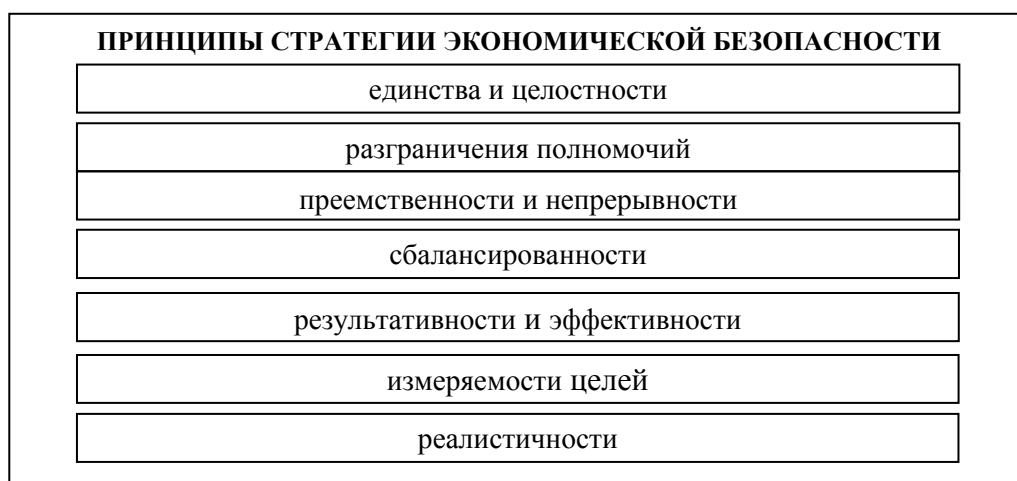 ПРИНЦИПЫ СТРАТЕГИИ ЭКОНОМИЧЕСКОЙ БЕЗОПАСНОСТИ
единства и целостности
разграничения полномочий
преемственности и непрерывности
сбалансированности
результативности и эффективности
измеряемости целей
реалистичности